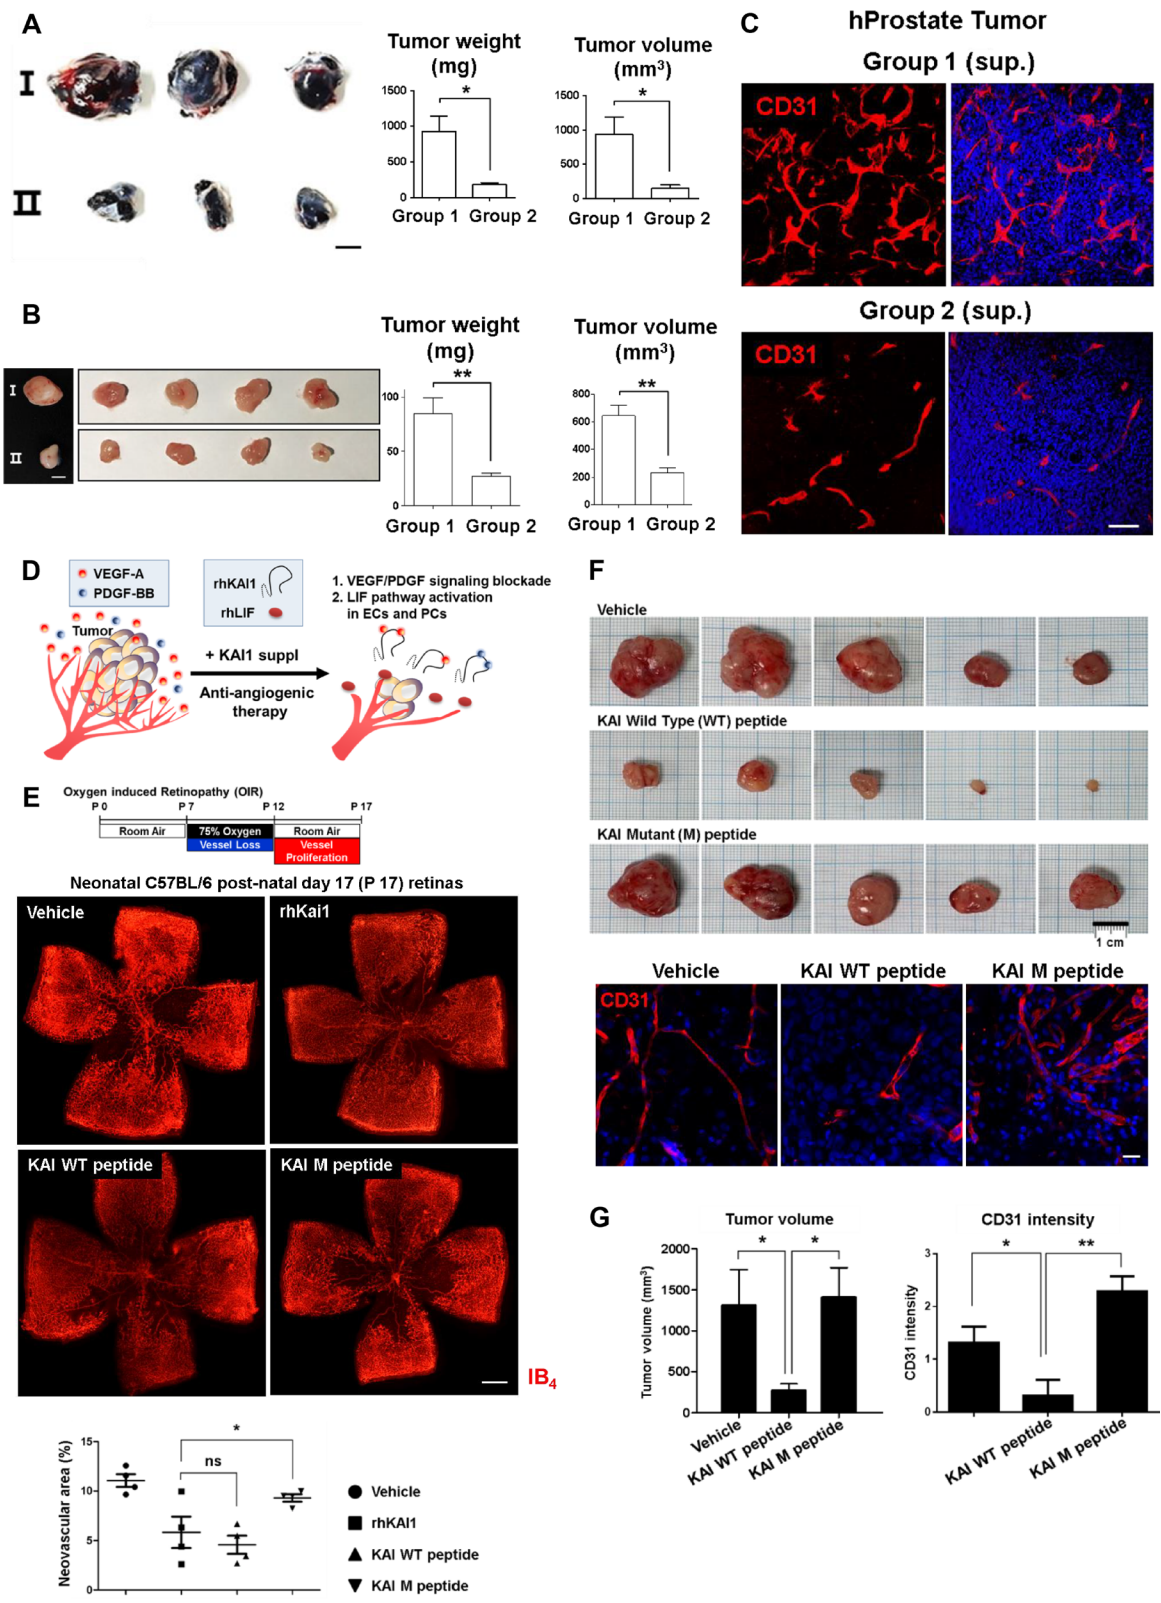 A
I
II
Tumor weight
(mg)
1500
1000
500
0
*
Group 1 Group 2
Tumor volume
(mm³)
1500
1000
500
0
*
Group 1 Group 2
B
I
II
Tumor weight
(mg)
100
50
0
**
Group 1 Group 2
Tumor volume
(mm³)
800
600
400
200
0
**
Group 1 Group 2
C
hProstate Tumor
Group 1 (sup.)
CD31
Group 2 (sup.)
CD31
D
VEGF-A
PDGF-BB
Tumor
rhKAI1
rhLIF
+ KAI1 suppl
Anti-angiogenic
therapy
1. VEGF/PDGF signaling blockade
2. LIF pathway activation
in ECs and PCs
E
Oxygen induced Retinopathy (OIR)
P 0 P 7 P 12 P 17
Room Air 75% Oxygen Room Air
Vessel Loss Vessel
Proliferation
Neonatal C57BL/6 post-natal day 17 (P 17) retinas
Vehicle rhKai1
KAI WT peptide KAI M peptide
IB₄
Neovascular area (%)
15
10
5
0
*
ns
Vehicle
rhKAI1
KAI WT peptide
KAI M peptide
F
Vehicle
KAI Wild Type (WT) peptide
KAI Mutant (M) peptide
1 cm
Vehicle KAI WT peptide KAI M peptide
CD31
G
Tumor volume
Tumor volume (mm³)
2000
1500
1000
500
0
* *
Vehicle
KAI WT peptide
KAI M peptide
CD31 intensity
CD31 intensity
3
2
1
0
* **
KAI WT peptide
KAI M peptide